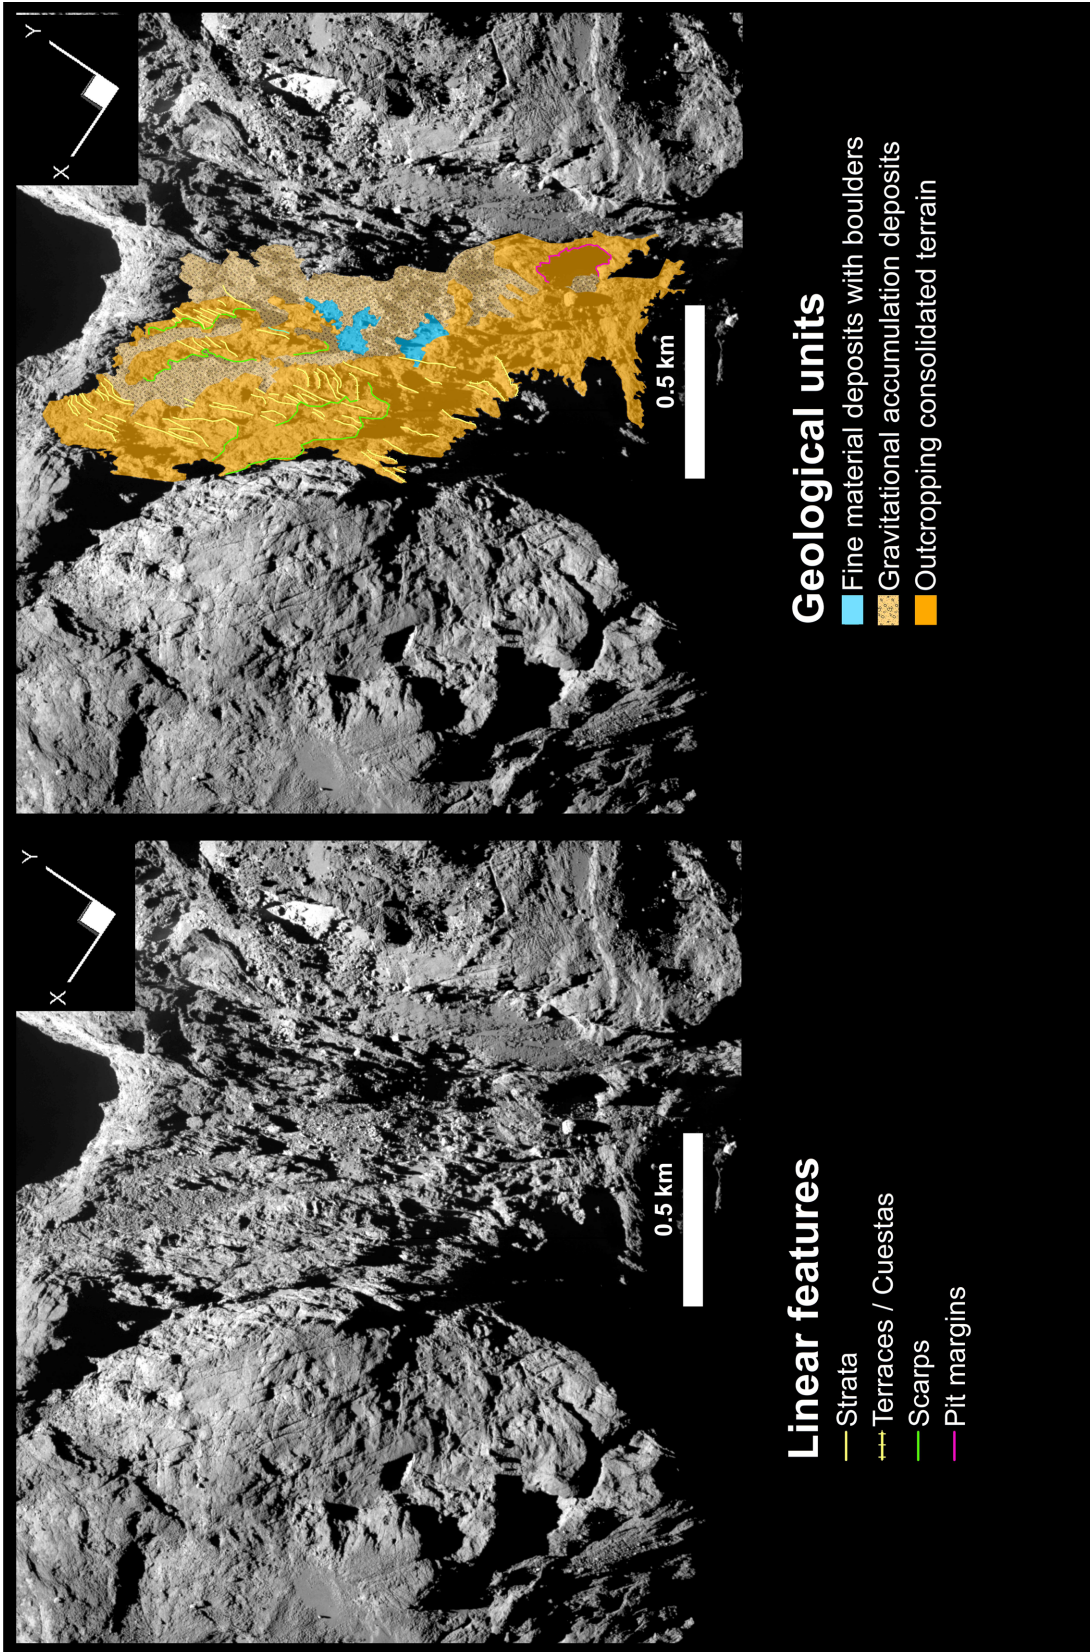 X
Y
0.5 km
X
Y
0.5 km
Linear features
Strata
Terraces / Cuestas
Scarps
Pit margins
Geological units
Fine material deposits with boulders
Gravitational accumulation deposits
Outcropping consolidated terrain